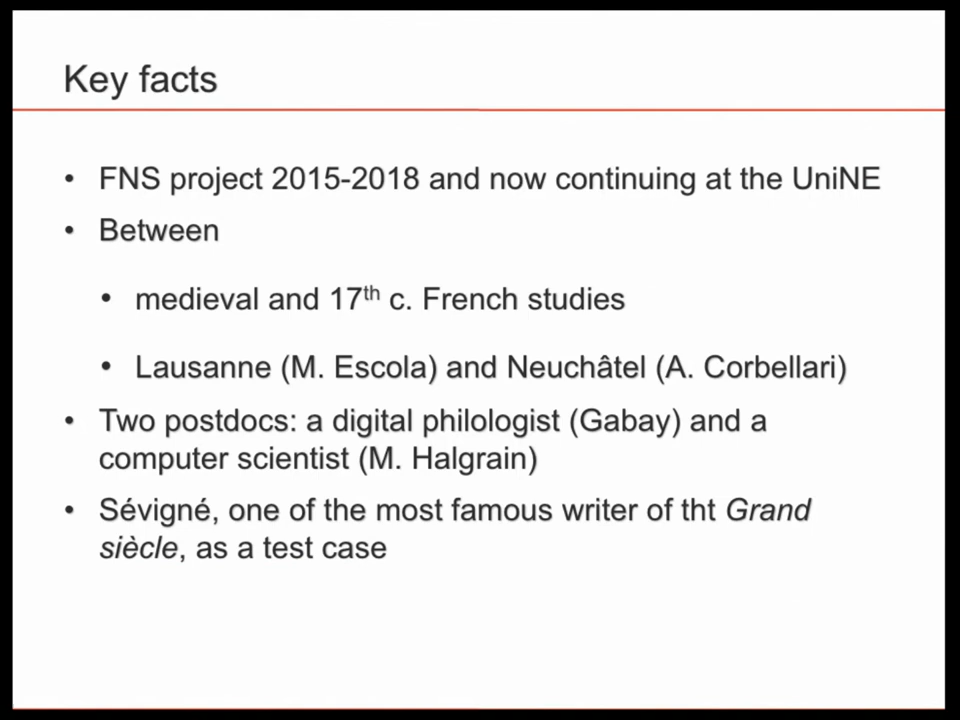 Key facts
• FNS project 2015-2018 and now continuing at the UniNE
• Between
• medieval and 17th c. French studies
• Lausanne (M. Escola) and Neuchâtel (A. Corbellari)
• Two postdocs: a digital philologist (Gabay) and a
computer scientist (M. Halgrain)
• Sévigné, one of the most famous writer of tht Grand
siècle, as a test case